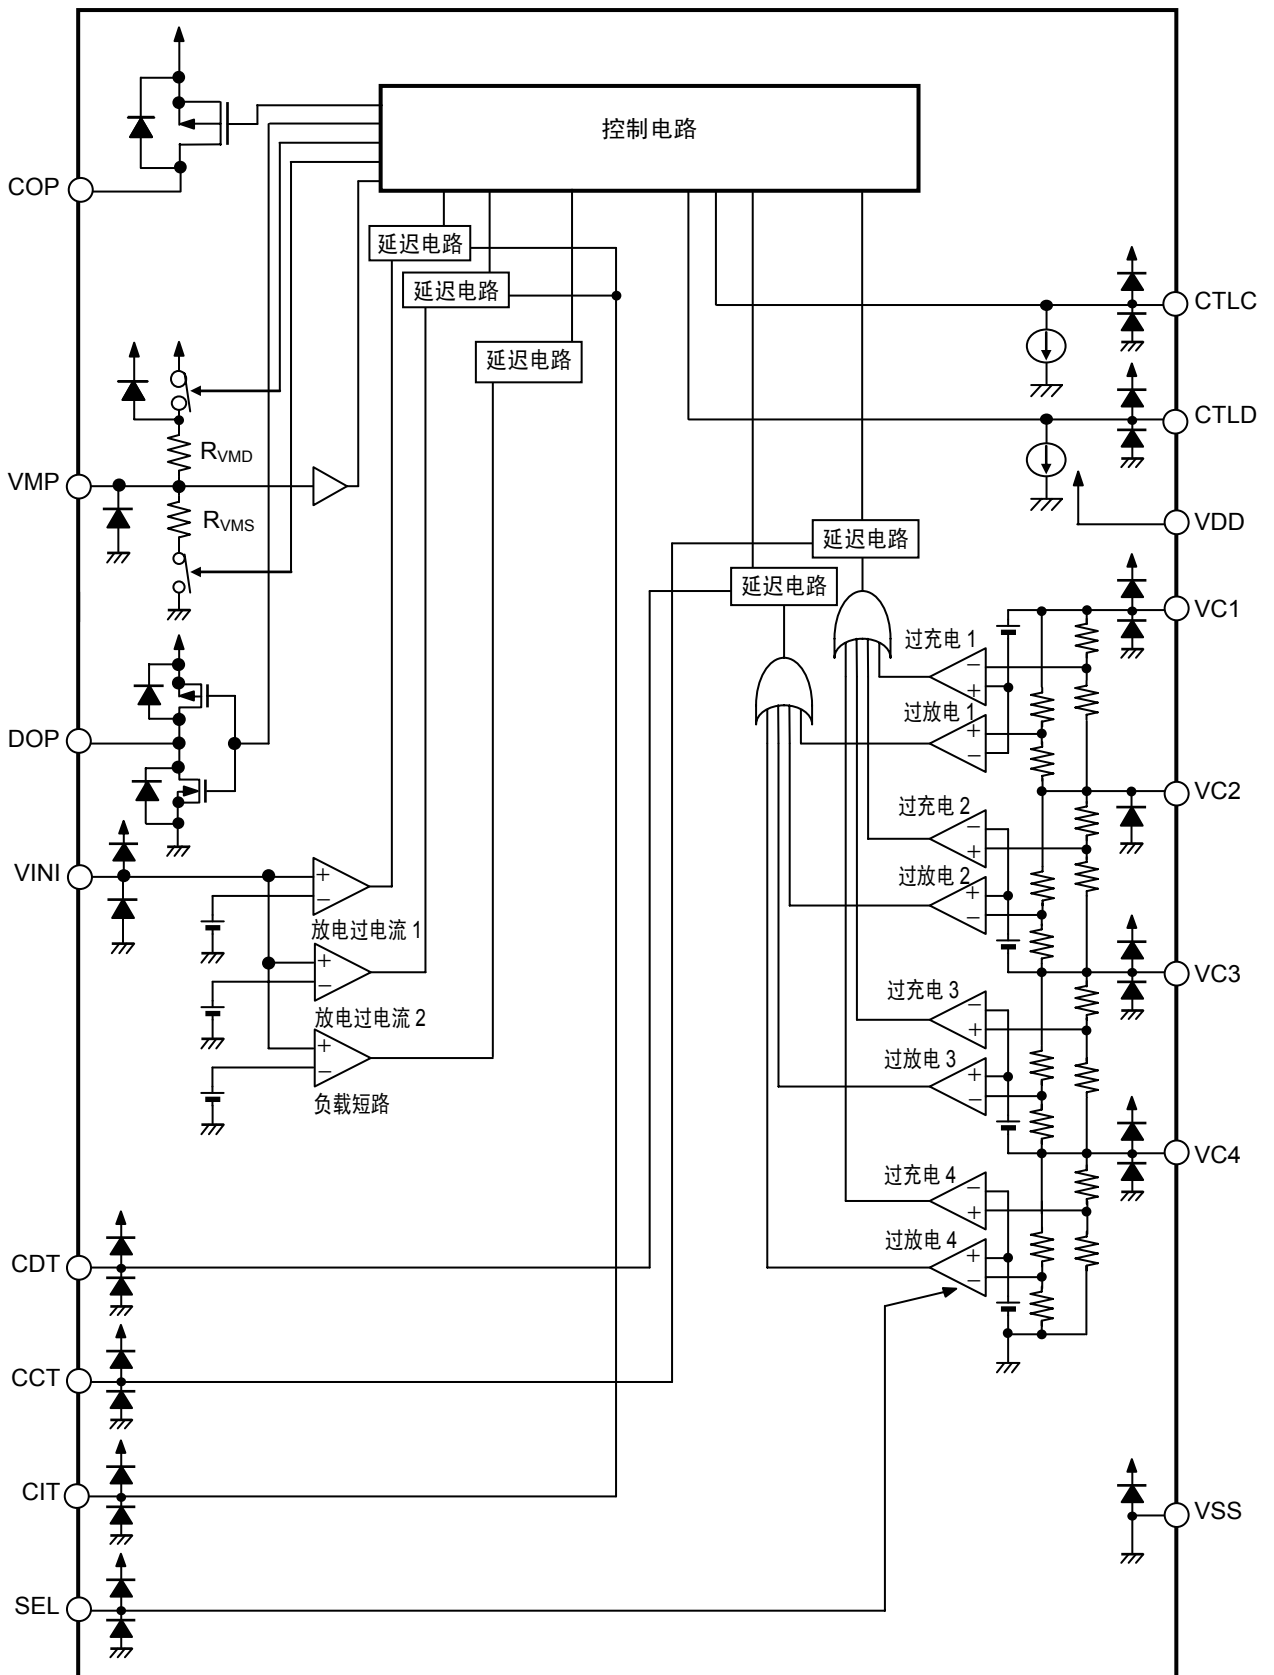 控制电路
COP
延迟电路
延迟电路
CTLC
延迟电路
CTLD
RVMD
VMP
RVMS
VDD
延迟电路
延迟电路
VC1
过充电 1
−
+
过放电 1
+
−
DOP
VC2
过充电 2
−
+
VINI
+
−
过放电 2
+
−
放电过电流 1
+
−
VC3
过充电 3
−
+
放电过电流 2
+
−
过放电 3
+
−
负载短路
VC4
过充电 4
−
+
过放电 4
+
−
CDT
CCT
CIT
VSS
SEL